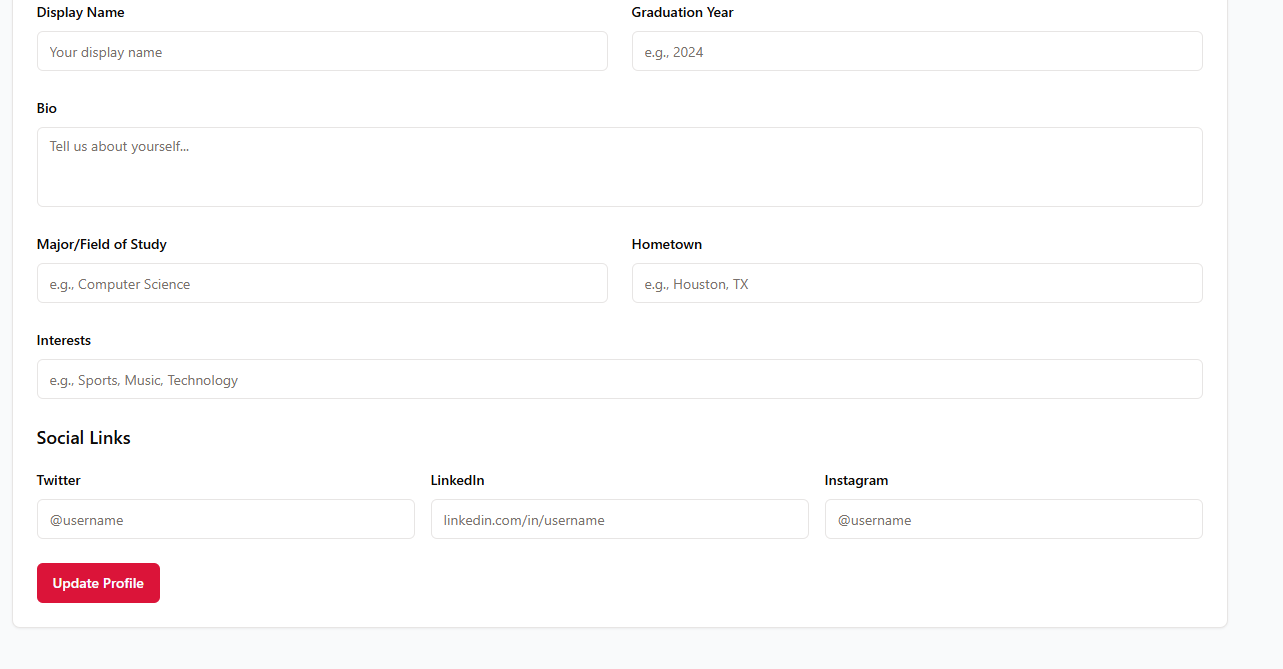 Display Name
Graduation Year
Your display name
e.g., 2024
Bio
Tell us about yourself...
Major/Field of Study
Hometown
e.g., Computer Science
e.g., Houston, TX
Interests
e.g., Sports, Music, Technology
Social Links
Twitter
LinkedIn
Instagram
@username
linkedin.com/in/username
@username
Update Profile